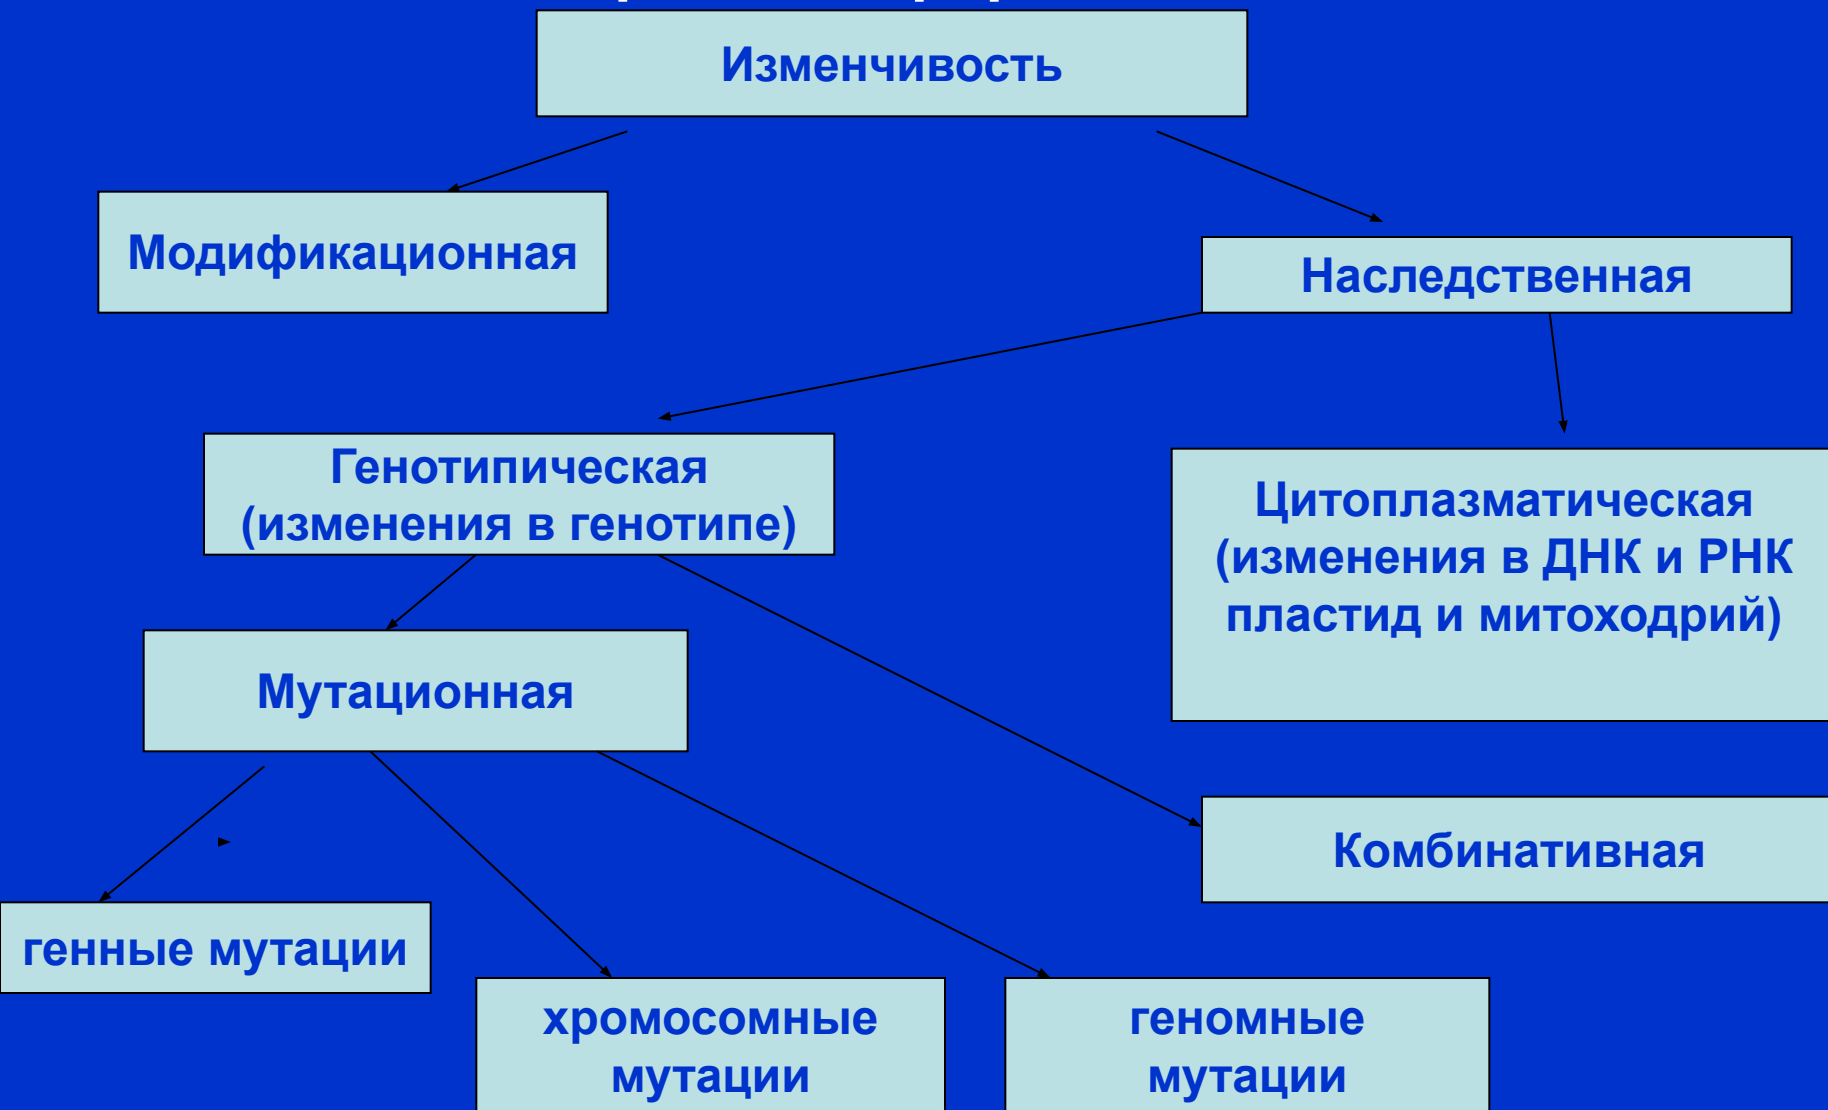 Изменчивость
Модификационная
Наследственная
Генотипическая
(изменения в генотипе)
Цитоплазматическая
(изменения в ДНК и РНК
пластид и митоходрий)
Мутационная
Комбинативная
генные мутации
хромосомные
мутации
геномные
мутации